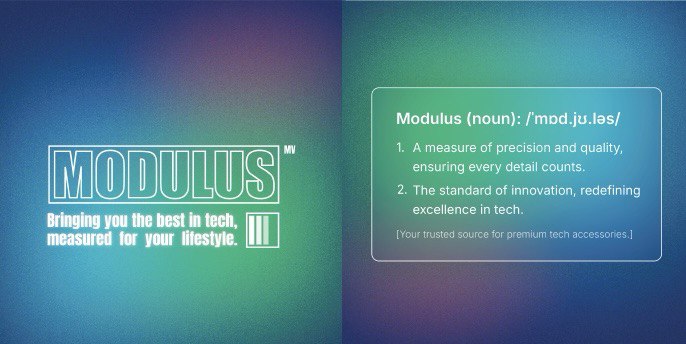 MODULUS
MV
Bringing you the best in tech,
measured for your lifestyle.
Modulus (noun): /ˈmɒd.jʊ.ləs/
1. A measure of precision and quality,
ensuring every detail counts.
2. The standard of innovation, redefining
excellence in tech.
[Your trusted source for premium tech accessories.]